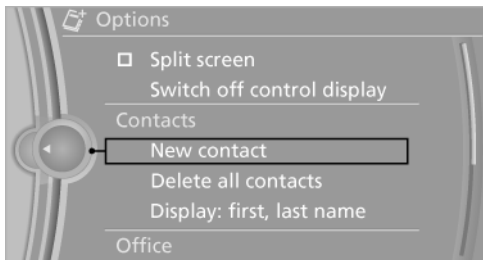 Options
Split screen
Switch off control display
Contacts
New contact
Delete all contacts
Display: first, last name
Office